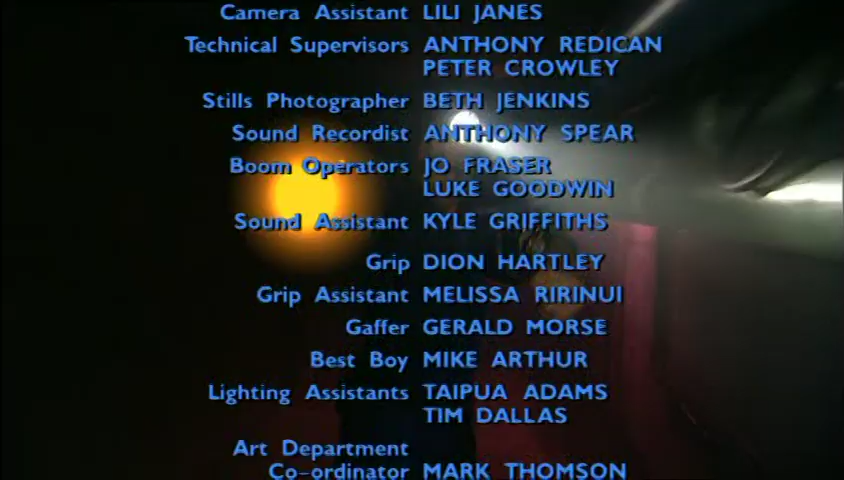 Camera Assistant LILI JANES
Technical Supervisors ANTHONY REDICAN
PETER CROWLEY
Stills Photographer BETH JENKINS
Sound Recordist ANTHONY SPEAR
Boom Operators JO FRASER
LUKE GOODWIN
Sound Assistant KYLE GRIFFITHS
Grip DION HARTLEY
Grip Assistant MELISSA RIRINUI
Gaffer GERALD MORSE
Best Boy MIKE ARTHUR
Lighting Assistants TAIPUA ADAMS
TIM DALLAS
Art Department
Co-ordinator MARK THOMSON